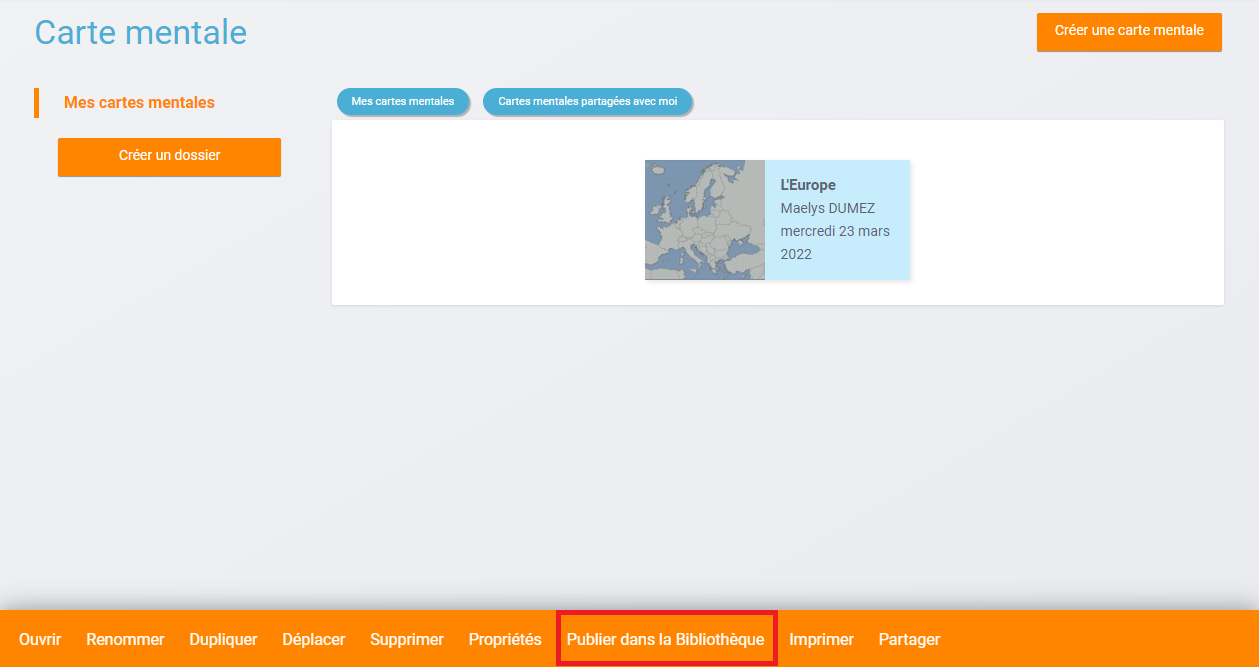 Carte mentale
Créer une carte mentale
Mes cartes mentales
Créer un dossier
Mes cartes mentales
Cartes mentales partagées avec moi
L'Europe
Maelys DUMEZ
mercredi 23 mars
2022
Ouvrir Renommer Dupliquer Déplacer Supprimer Propriétés Publier dans la Bibliothèque Imprimer Partager